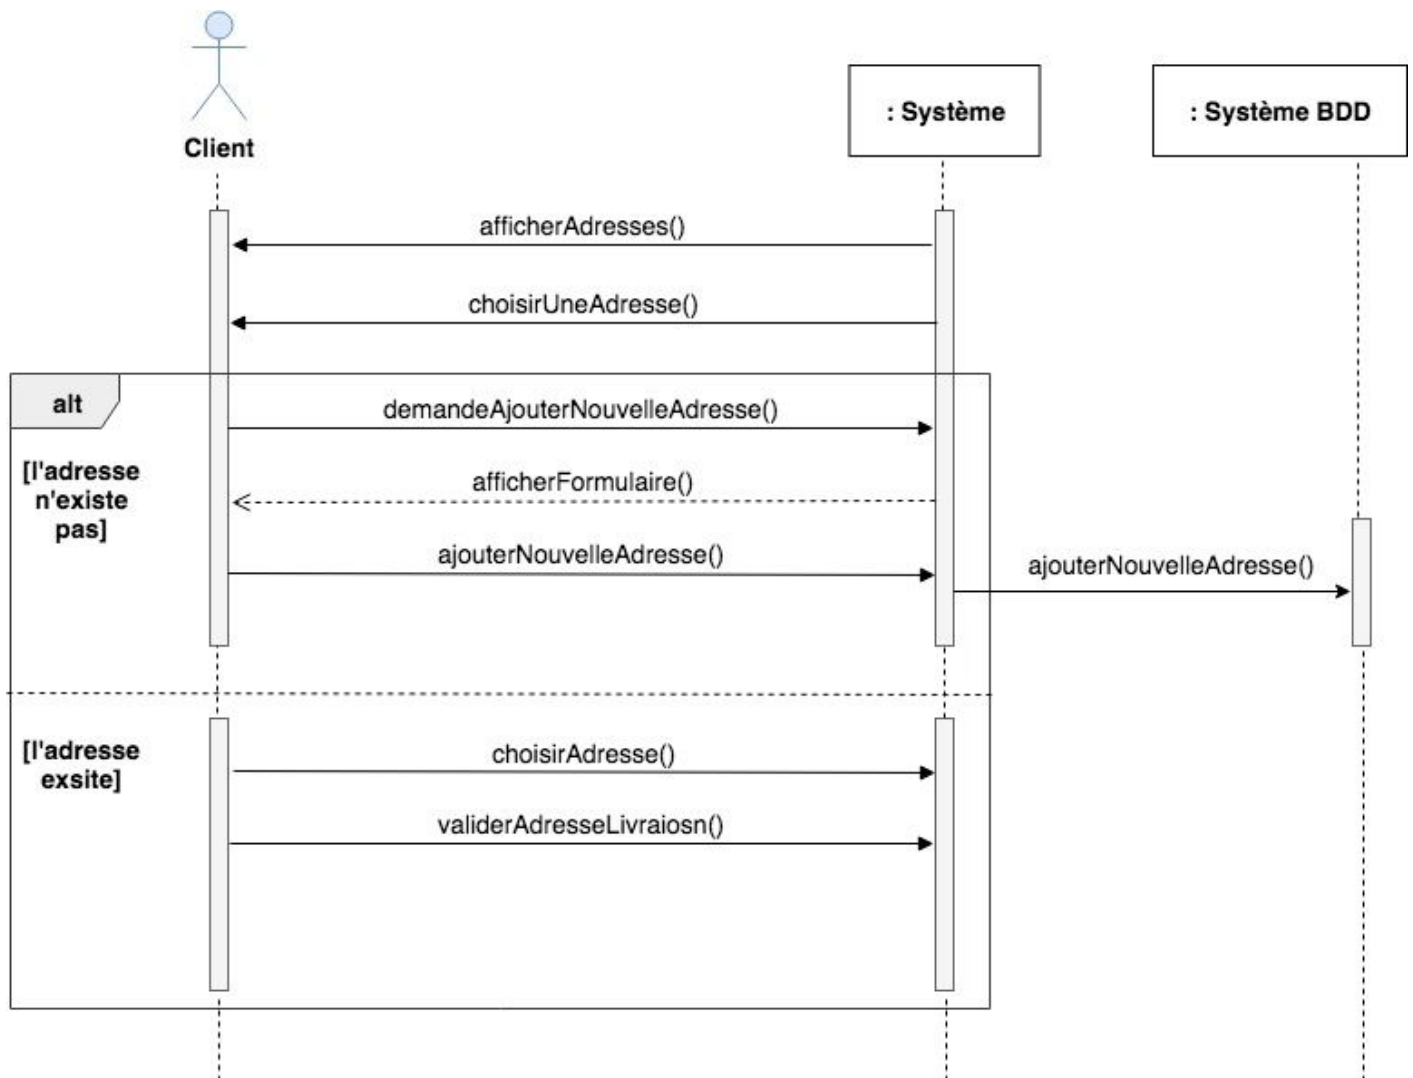 Client
: Système
: Système BDD
afficherAdresses()
choisirUneAdresse()
alt
demandeAjouterNouvelleAdresse()
[l'adresse
n'existe
pas]
afficherFormulaire()
ajouterNouvelleAdresse()
ajouterNouvelleAdresse()
[l'adresse
exsite]
choisirAdresse()
validerAdresseLivraiosn()